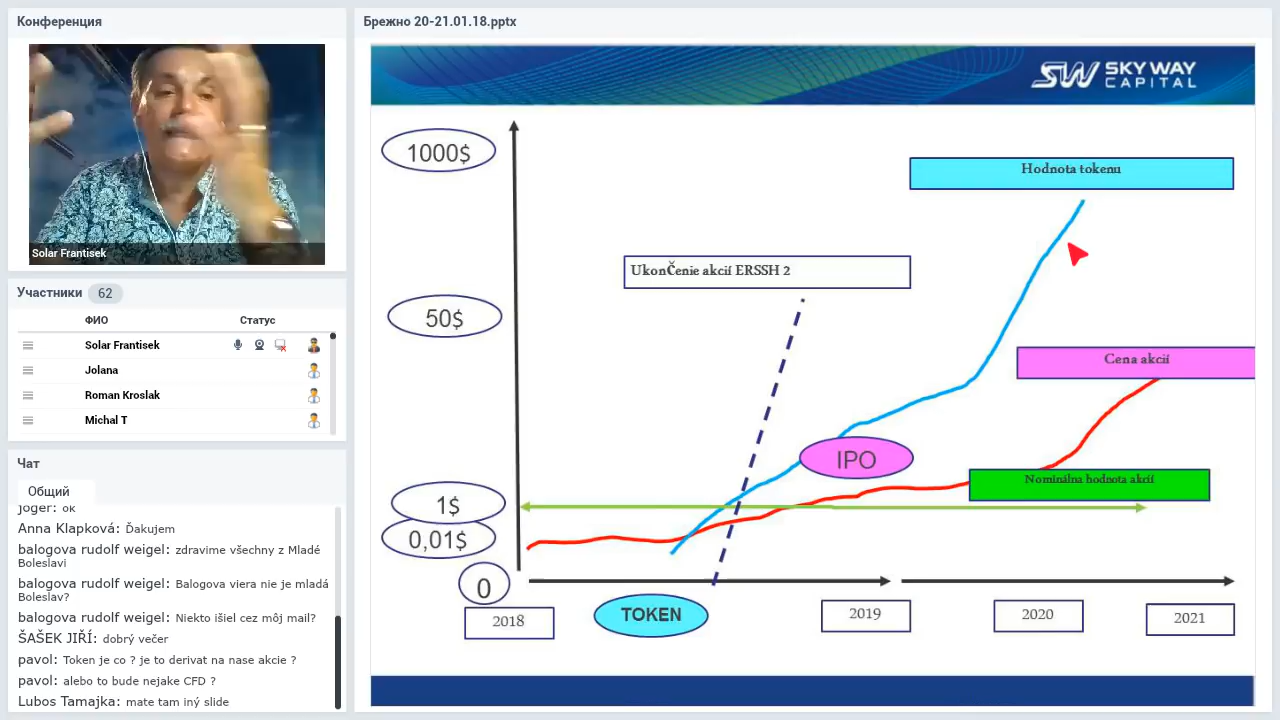 Конференция
Solar Frantisek
Участники 62
ФИО Статус
Solar Frantisek
Jolana
Roman Kroslak
Michal T
Чат
Общий
joger: ok
Anna Klapková: Ďakujem
balogova rudolf weigel: zdravime všechny z Mladé
Boleslavi
balogova rudolf weigel: Balogova viera nie je mladá
Boleslav?
balogova rudolf weigel: Niekto išiel cez môj mail?
ŠAŠEK JIŘÍ: dobrý večer
pavol: Token je co ? je to derivat na nase akcie ?
pavol: alebo to bude nejake CFD ?
Lubos Tamajka: mate tam iný slide
Брежно 20-21.01.18.pptx
SW SKY WAY
CAPITAL
1000$
Hodnota tokenu
UkonČenie akcií ERSSH 2
50$
Cena akcií
IPO
Nominálna hodnota akcií
1$
0,01$
0
2018
TOKEN
2019
2020
2021